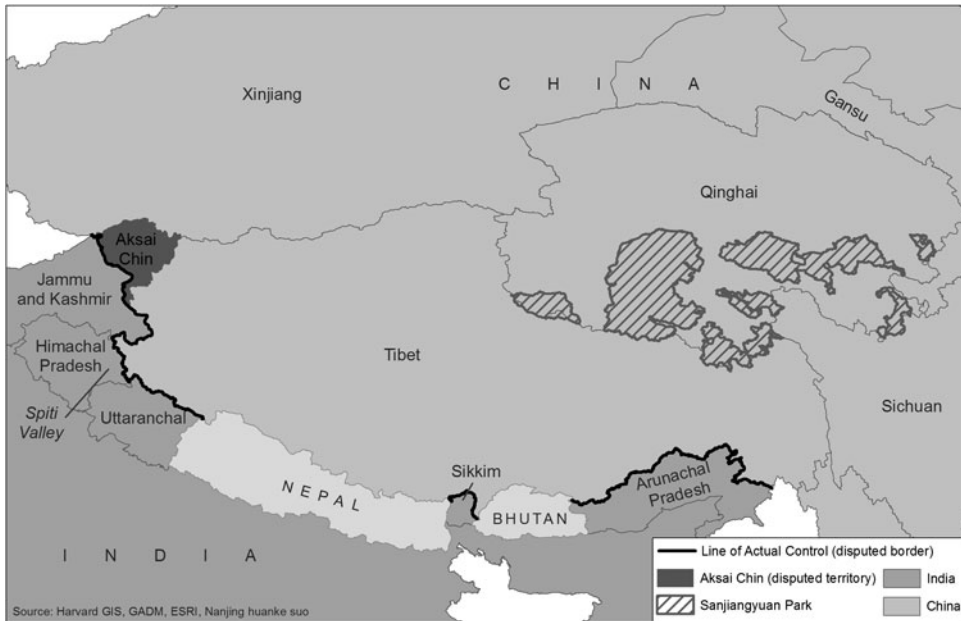 C H I N A
Xinjiang
Gansu
Qinghai
Aksai
Chin
Jammu
and Kashmir
Himachal
Pradesh
Tibet
Spiti
Valley
Uttaranchal
Sichuan
Sikkim
Arunachal
Pradesh
NEPAL
BHUTAN
I N D I A
Line of Actual Control (disputed border)
Aksai Chin (disputed territory)
India
Sanjiangyuan Park
China
Source: Harvard GIS, GADM, ESRI, Nanjing huanke suo